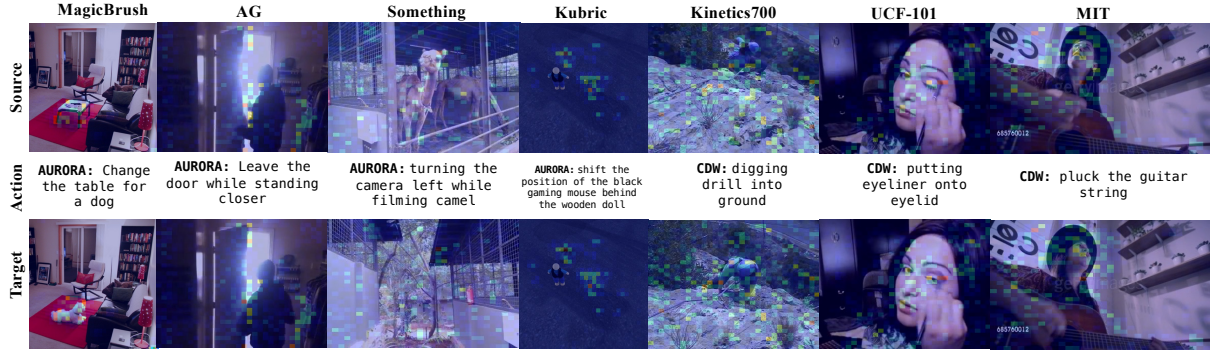 MagicBrush AG Something Kubric Kinetics700 UCF-101 MIT
Source
685760012
Action
AURORA: Change
the table for
a dog
AURORA: Leave the
door while standing
closer
AURORA: turning the
camera left while
filming camel
AURORA: shift the
position of the black
gaming mouse behind
the wooden doll
CDW: digging
drill into
ground
CDW: putting
eyeliner onto
eyelid
CDW: pluck the guitar
string
Target
685760012